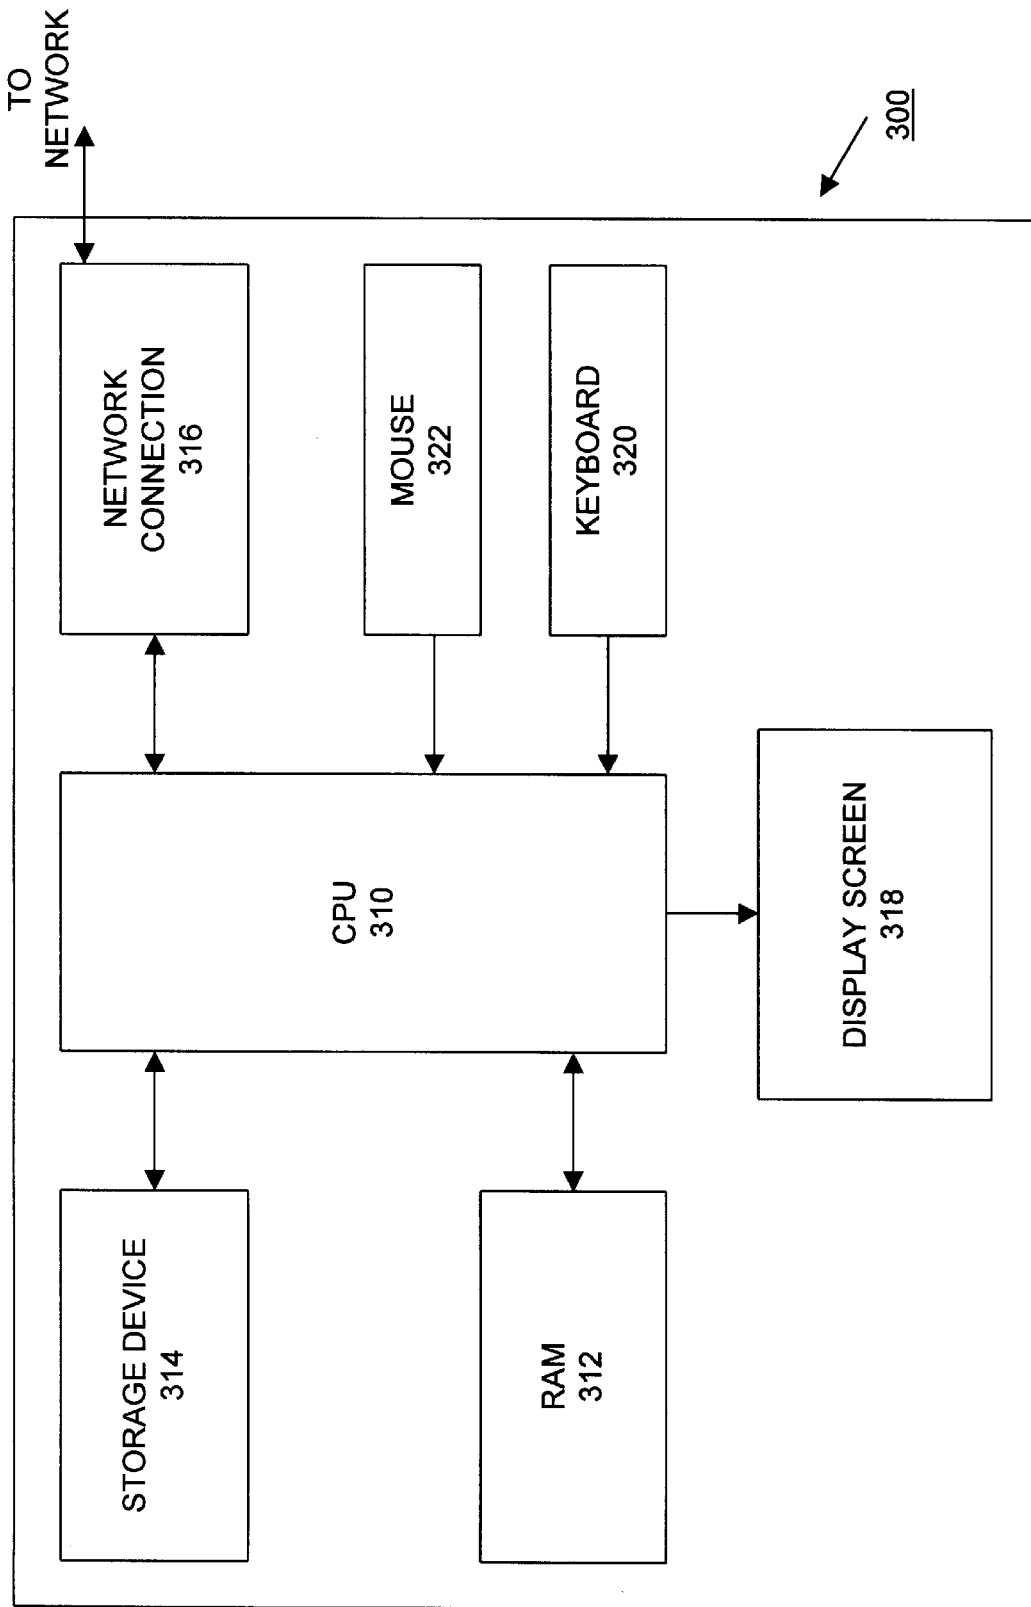 TO
NETWORK
STORAGE DEVICE
314
CPU
310
NETWORK
CONNECTION
316
MOUSE
322
RAM
312
KEYBOARD
320
DISPLAY SCREEN
318
300